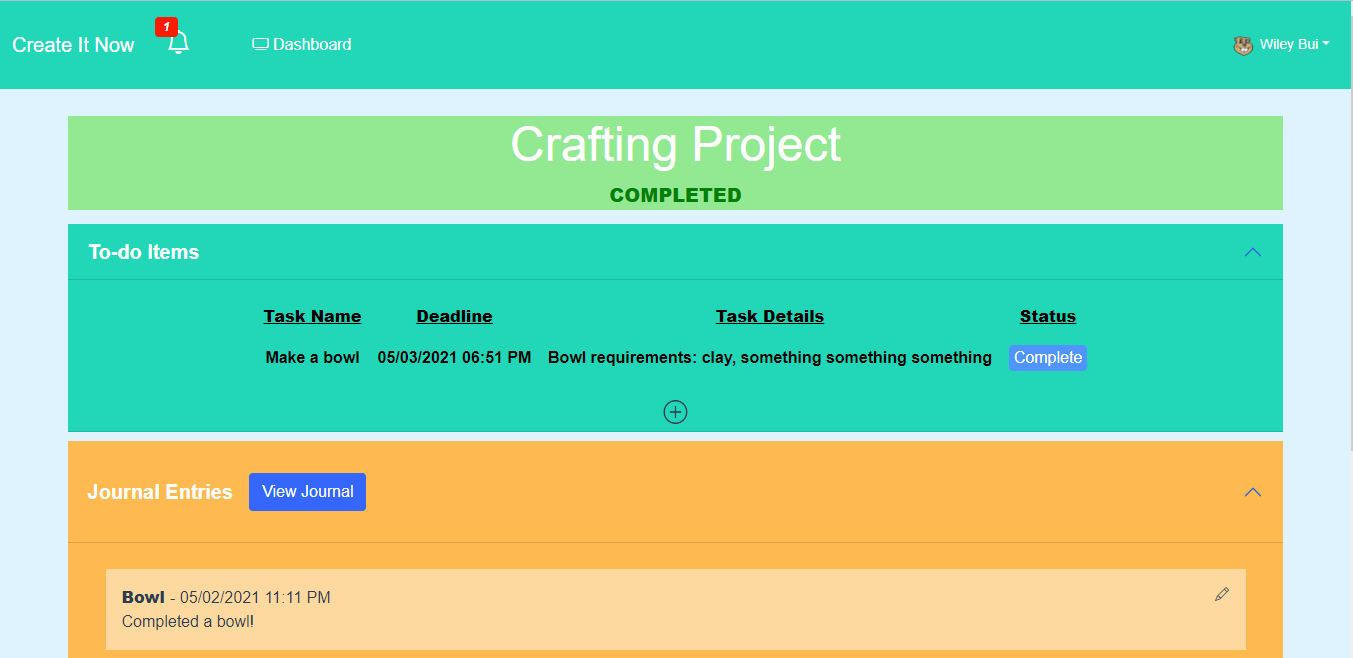 1
Create It Now
Dashboard
Wiley Bui
Crafting Project
COMPLETED
To-do Items
Task Name Deadline Task Details Status
Make a bowl 05/03/2021 06:51 PM Bowl requirements: clay, something something something Complete
Journal Entries View Journal
Bowl - 05/02/2021 11:11 PM
Completed a bowl!